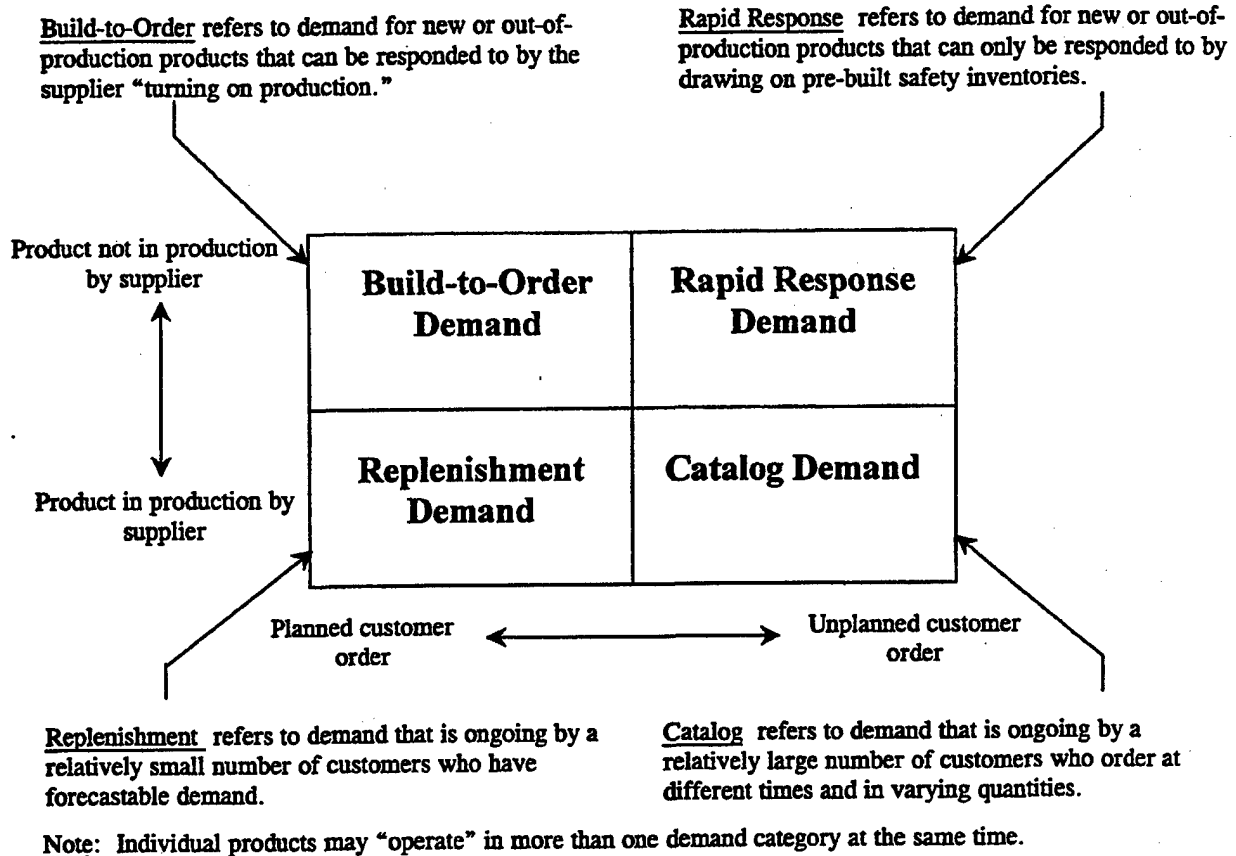 Build-to-Order refers to demand for new or out-of-
production products that can be responded to by the
supplier “turning on production.”
Rapid Response refers to demand for new or out-of-
production products that can only be responded to by
drawing on pre-built safety inventories.
Product not in production
by supplier
Build-to-Order
Demand
Rapid Response
Demand
Replenishment
Demand
Catalog Demand
Product in production by
supplier
Planned customer
order
Unplanned customer
order
Replenishment refers to demand that is ongoing by a
relatively small number of customers who have
forecastable demand.
Catalog refers to demand that is ongoing by a
relatively large number of customers who order at
different times and in varying quantities.
Note: Individual products may “operate” in more than one demand category at the same time.